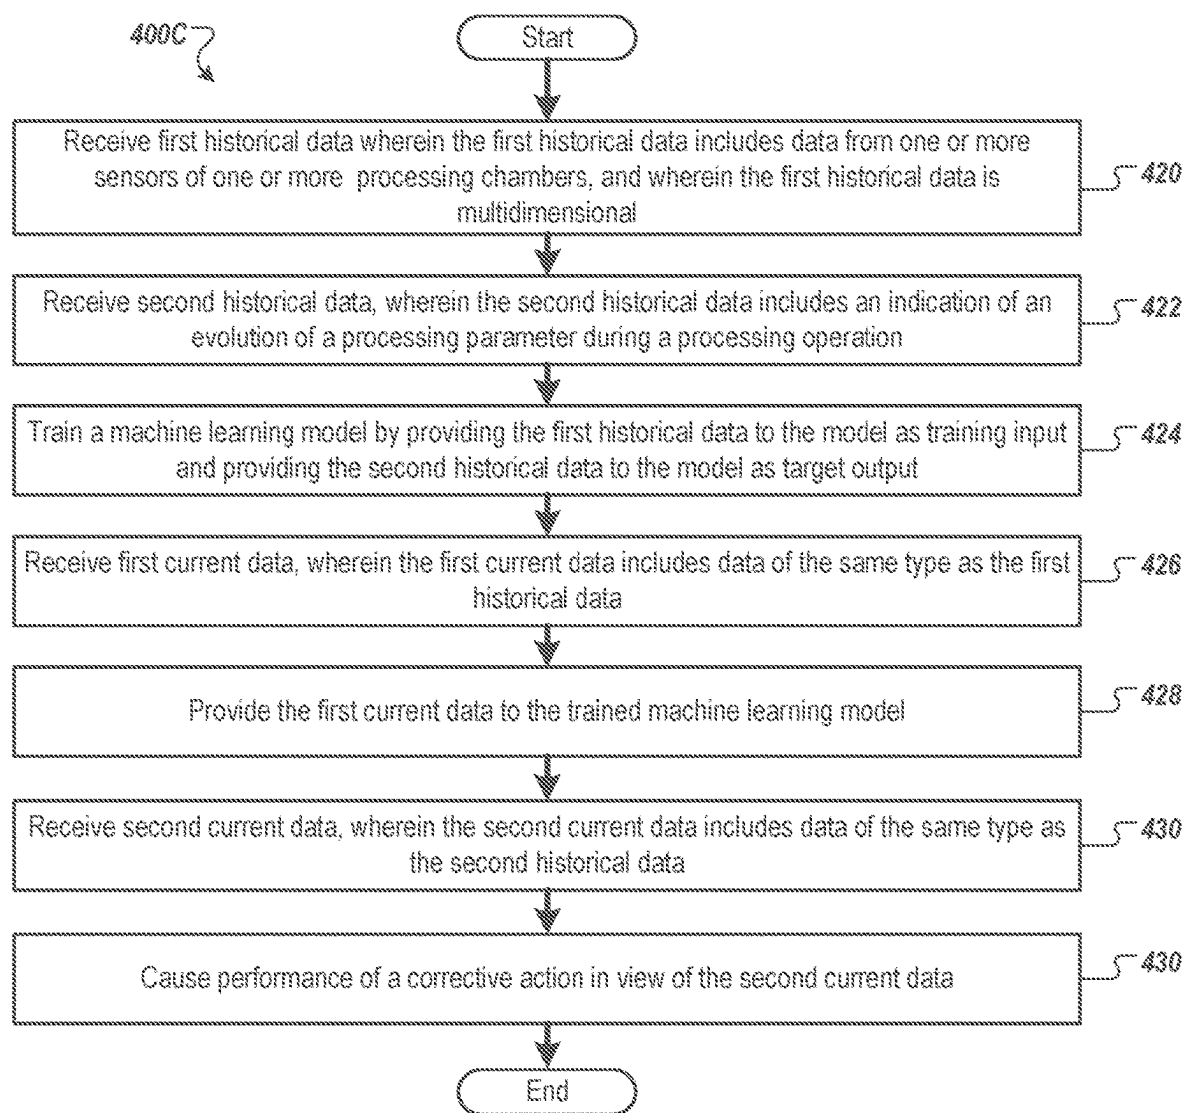 400C
Start
Receive first historical data wherein the first historical data includes data from one or more
sensors of one or more processing chambers, and wherein the first historical data is
multidimensional
420
Receive second historical data, wherein the second historical data includes an indication of an
evolution of a processing parameter during a processing operation
422
Train a machine learning model by providing the first historical data to the model as training input
and providing the second historical data to the model as target output
424
Receive first current data, wherein the first current data includes data of the same type as the first
historical data
426
Provide the first current data to the trained machine learning model
428
Receive second current data, wherein the second current data includes data of the same type as
the second historical data
430
Cause performance of a corrective action in view of the second current data
430
End